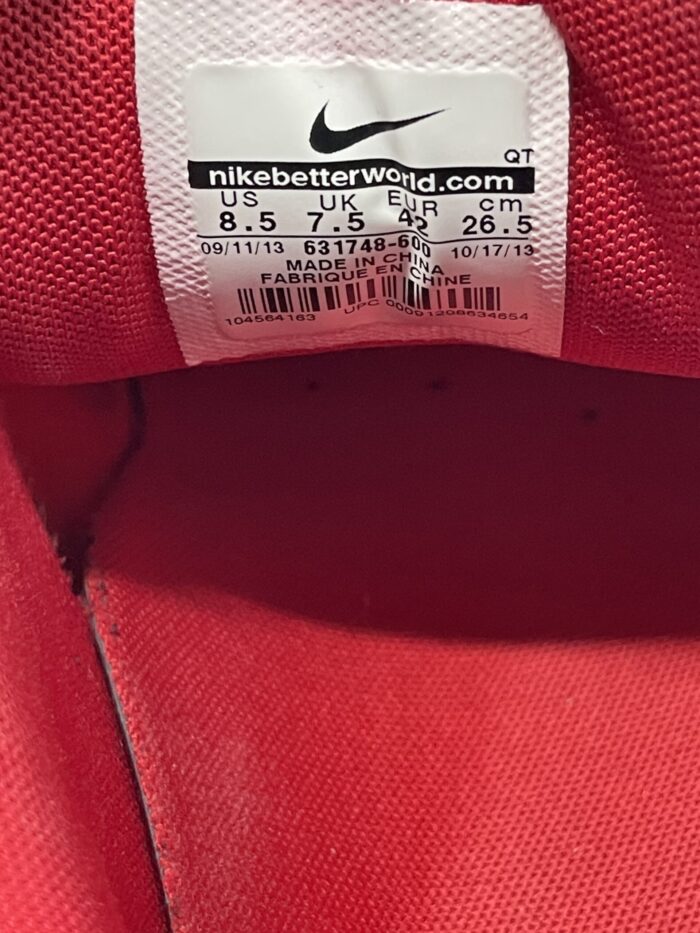 QT
nikebetterworld.com
US UK EUR cm
8.5 7.5 42 26.5
09/11/13 631748-600 10/17/13
MADE IN CHINA
FABRIQUE EN CHINE
104564163 UPC 00091208634654